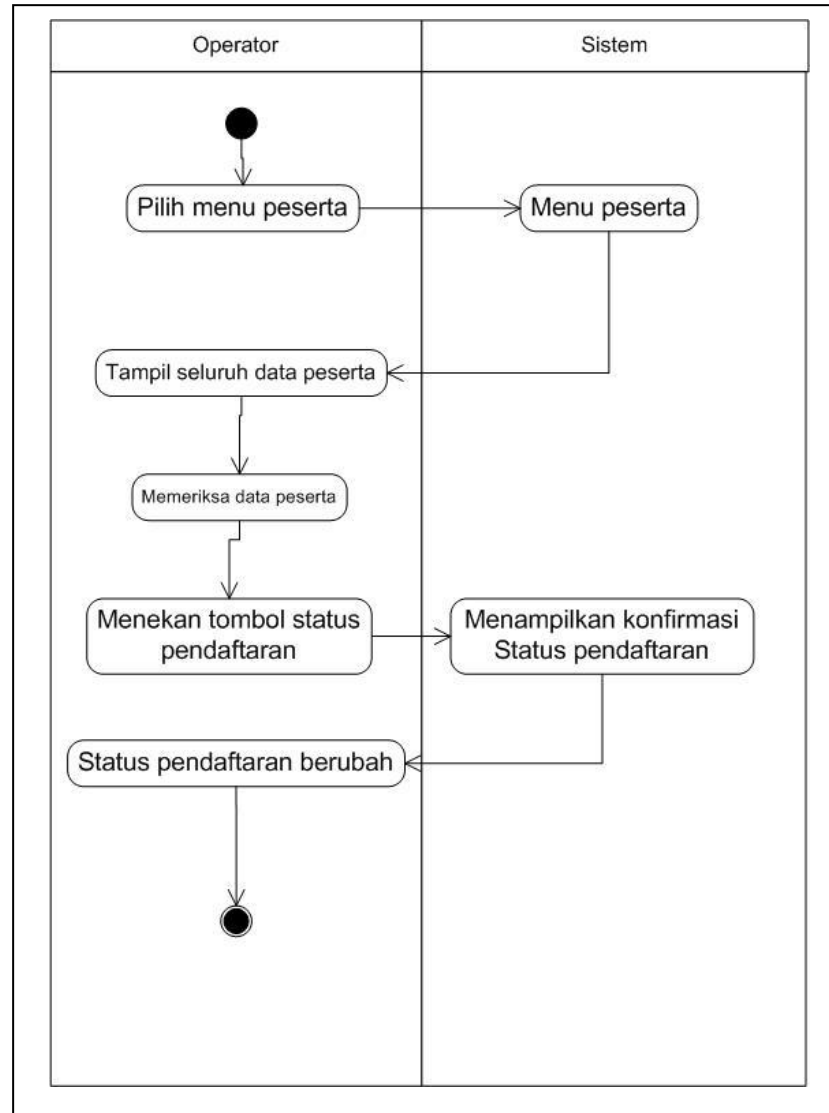 Operator
Sistem
Pilih menu peserta
Menu peserta
Tampil seluruh data peserta
Memeriksa data peserta
Menekan tombol status
pendaftaran
Menampilkan konfirmasi
Status pendaftaran
Status pendaftaran berubah